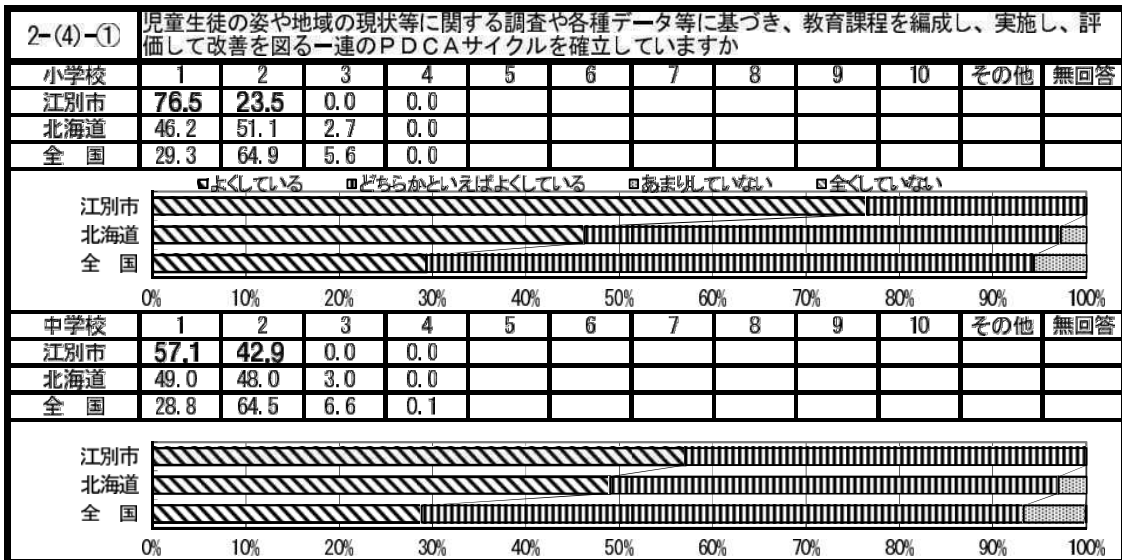 2-(4)-① 児童生徒の姿や地域の現状等に関する調査や各種データ等に基づき、教育課程を編成し、実施し、評
価して改善を図る一連のPDCAサイクルを確立していますか
小学校 1 2 3 4 5 6 7 8 9 10 その他 無回答
江別市 76.5 23.5 0.0 0.0
北海道 46.2 51.1 2.7 0.0
全 国 29.3 64.9 5.6 0.0
よくしている どちらかといえばよくしている あまりしていない 全くしていない
江別市
北海道
全 国
0% 10% 20% 30% 40% 50% 60% 70% 80% 90% 100%
中学校 1 2 3 4 5 6 7 8 9 10 その他 無回答
江別市 57.1 42.9 0.0 0.0
北海道 49.0 48.0 3.0 0.0
全 国 28.8 64.5 6.6 0.1
江別市
北海道
全 国
0% 10% 20% 30% 40% 50% 60% 70% 80% 90% 100%